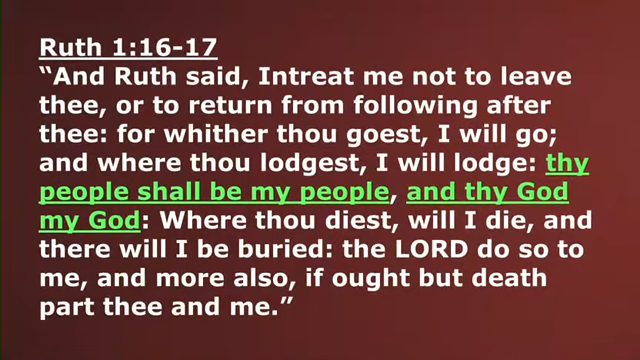 Ruth 1:16-17
“And Ruth said, Intreat me not to leave
thee, or to return from following after
thee: for whither thou goest, I will go;
and where thou lodgest, I will lodge: thy
people shall be my people, and thy God
my God: Where thou diest, will I die, and
there will I be buried: the LORD do so to
me, and more also, if ought but death
part thee and me.”